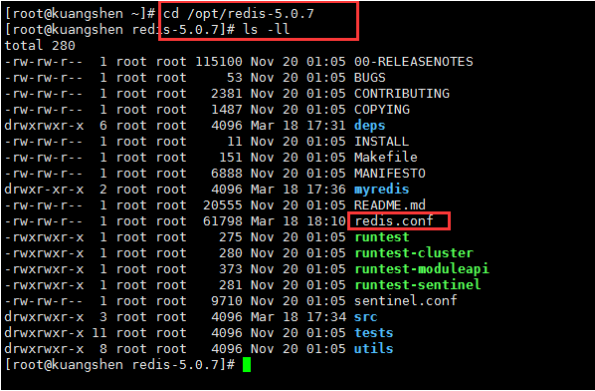 [root@kuangshen ~]# cd /opt/redis-5.0.7
[root@kuangshen redis-5.0.7]# ls -ll
total 280
-rw-rw-r--  1 root root 115100 Nov 20 01:05 00-RELEASENOTES
-rw-rw-r--  1 root root     53 Nov 20 01:05 BUGS
-rw-rw-r--  1 root root   2381 Nov 20 01:05 CONTRIBUTING
-rw-rw-r--  1 root root   1487 Nov 20 01:05 COPYING
drwxrwxr-x  6 root root   4096 Mar 18 17:31 deps
-rw-rw-r--  1 root root     11 Nov 20 01:05 INSTALL
-rw-rw-r--  1 root root    151 Nov 20 01:05 Makefile
-rw-rw-r--  1 root root   6888 Nov 20 01:05 MANIFESTO
drwxr-xr-x  2 root root   4096 Mar 18 17:36 myredis
-rw-rw-r--  1 root root  20555 Nov 20 01:05 README.md
-rw-rw-r--  1 root root  61798 Mar 18 18:10 redis.conf
-rwxrwxr-x  1 root root    275 Nov 20 01:05 runtest
-rwxrwxr-x  1 root root    280 Nov 20 01:05 runtest-cluster
-rwxrwxr-x  1 root root    373 Nov 20 01:05 runtest-moduleapi
-rwxrwxr-x  1 root root    281 Nov 20 01:05 runtest-sentinel
-rw-rw-r--  1 root root   9710 Nov 20 01:05 sentinel.conf
drwxrwxr-x  3 root root   4096 Mar 18 17:34 src
drwxrwxr-x 11 root root   4096 Nov 20 01:05 tests
drwxrwxr-x  8 root root   4096 Nov 20 01:05 utils
[root@kuangshen redis-5.0.7]#